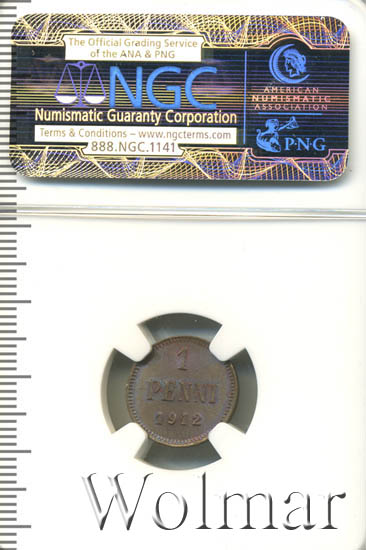 The Official Grading Service
of the ANA & PNG
NGC
Numismatic Guaranty Corporation
Terms & Conditions – www.ngcterms.com
888.NGC.1141
AMERICAN
NUMISMATIC
ASSOCIATION
PNG
1
PENNI
1912
Wolmar